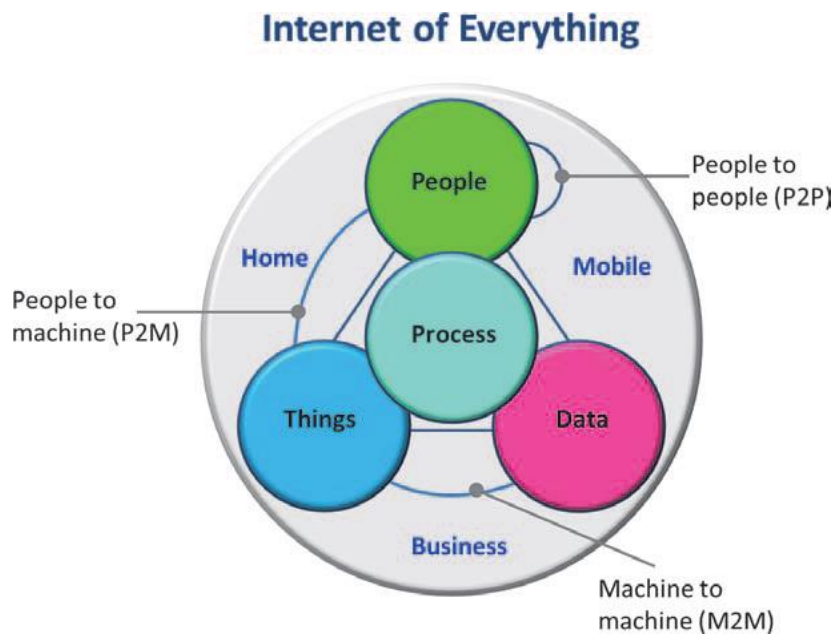 Internet of Everything
People
People to
people (P2P)
Home
Mobile
People to
machine (P2M)
Process
Things
Data
Business
Machine to
machine (M2M)